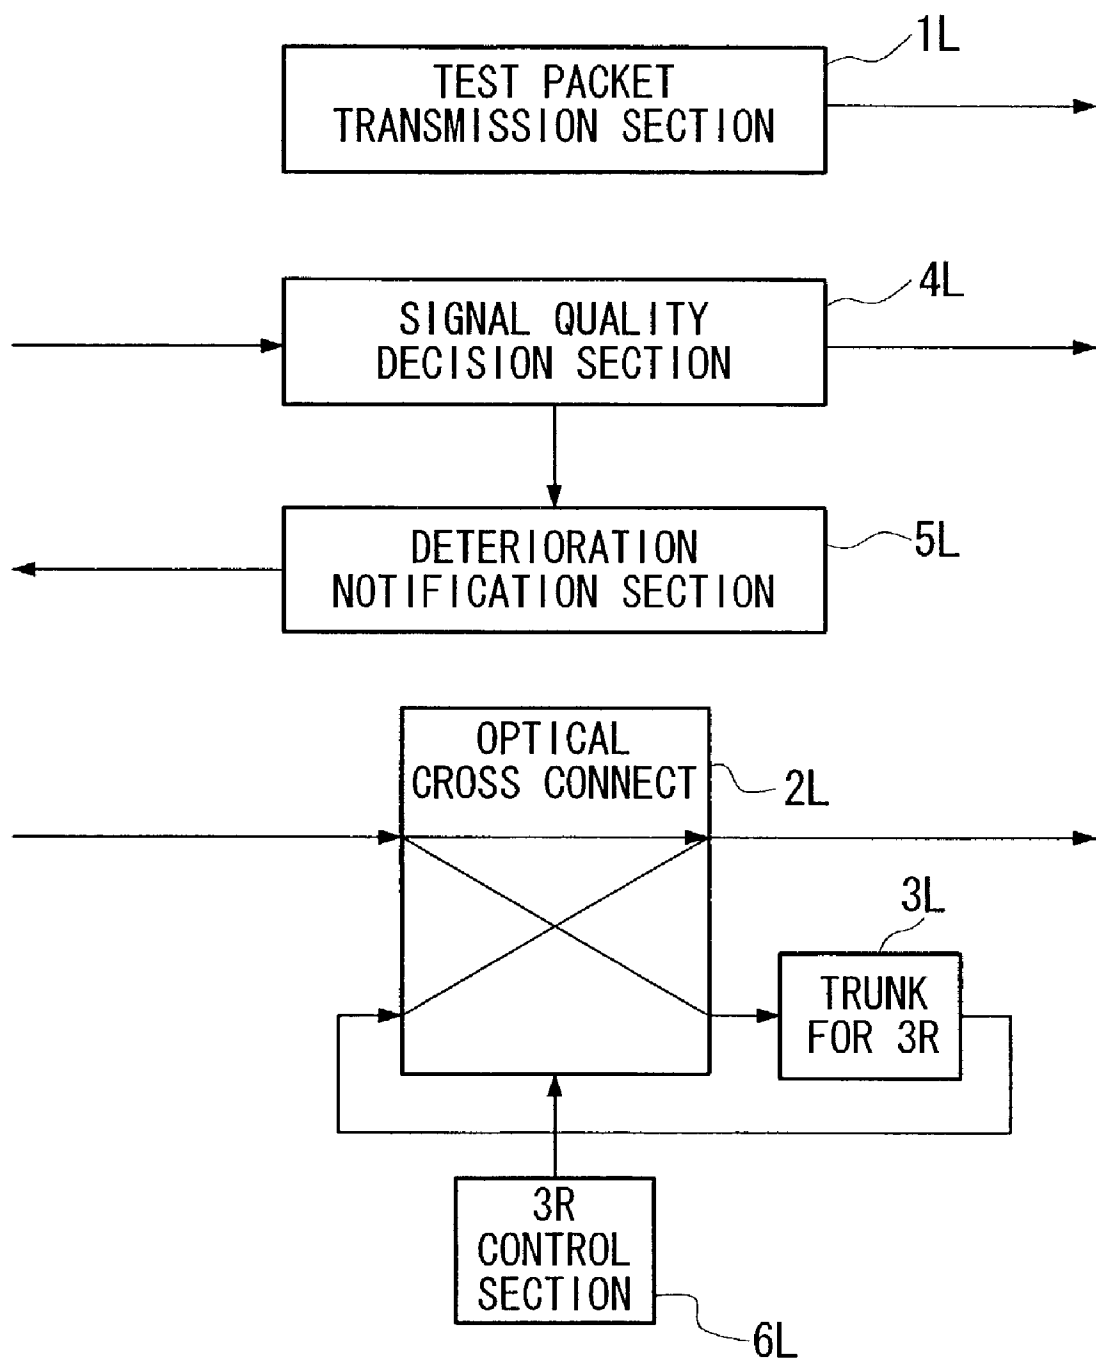 1L
TEST PACKET
TRANSMISSION SECTION
4L
SIGNAL QUALITY
DECISION SECTION
5L
DETERIORATION
NOTIFICATION SECTION
OPTICAL
CROSS CONNECT
2L
3L
TRUNK
FOR 3R
3R
CONTROL
SECTION
6L